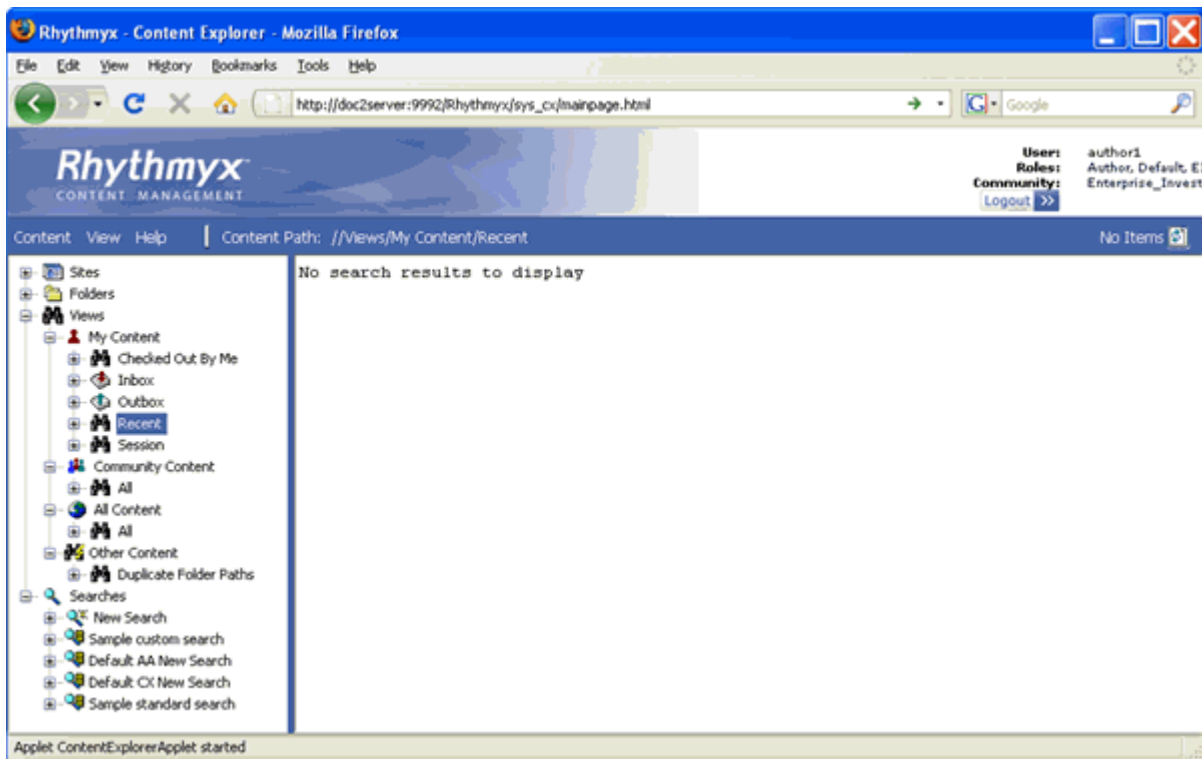 Rhythmyx - Content Explorer - Mozilla Firefox
File Edit View History Bookmarks Tools Help
http://doc2server:9992/Rhythmyx/sys_cx/mainpage.html
G Google
Rhythmyx
CONTENT MANAGEMENT
User: author1
Roles: Author, Default, E
Community: Enterprise_Invest
Logout >>
Content View Help Content Path: //Views/My Content/Recent No Items
Sites
Folders
Views
My Content
Checked Out By Me
Inbox
Outbox
Recent
Session
Community Content
All
All Content
All
Other Content
Duplicate Folder Paths
Searches
New Search
Sample custom search
Default AA New Search
Default CX New Search
Sample standard search
No search results to display
Applet ContentExplorerApplet started